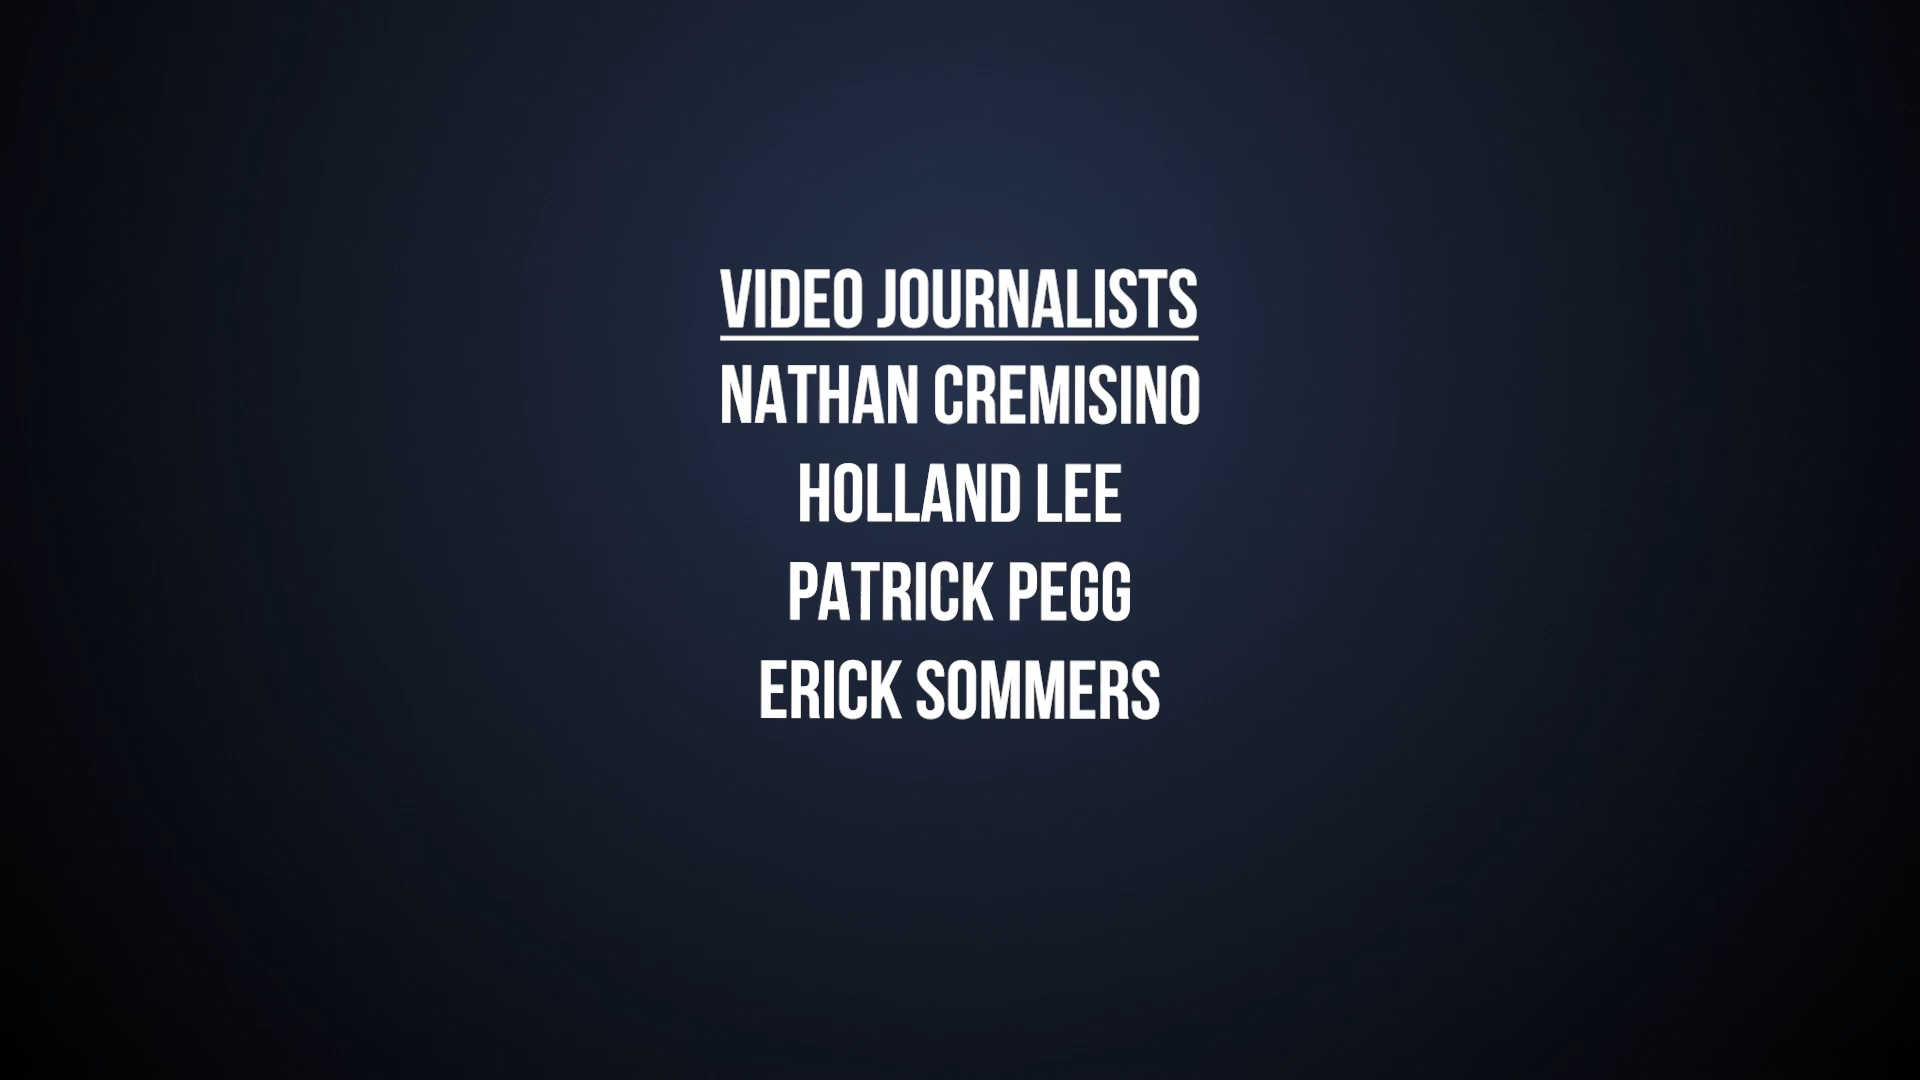 VIDEO JOURNALISTS
NATHAN CREMISINO
HOLLAND LEE
PATRICK PEGG
ERICK SOMMERS